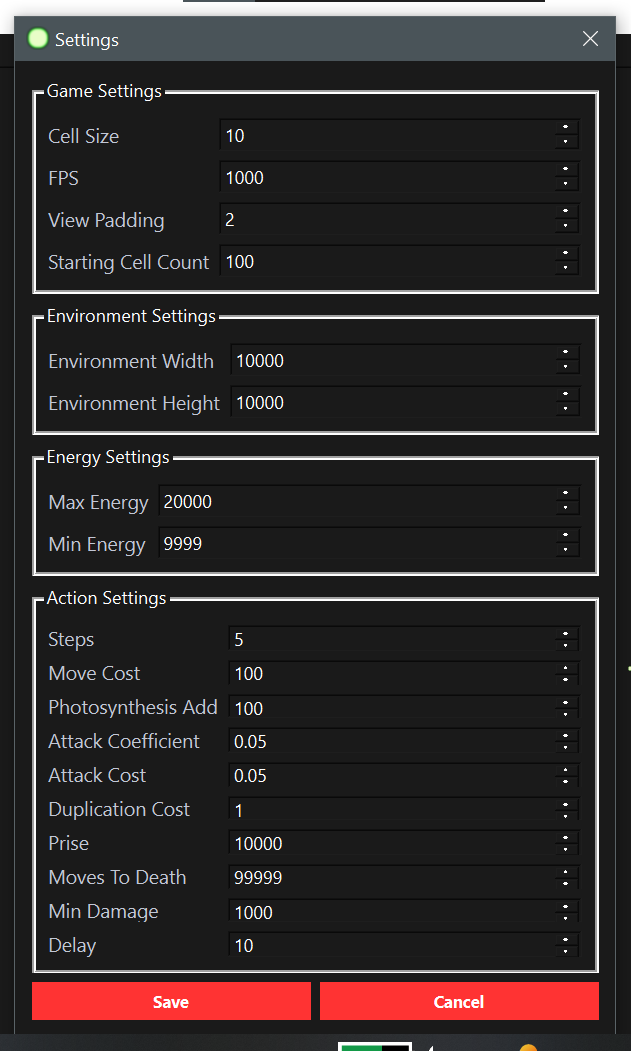 Settings
Game Settings
Cell Size 10
FPS 1000
View Padding 2
Starting Cell Count 100
Environment Settings
Environment Width 10000
Environment Height 10000
Energy Settings
Max Energy 20000
Min Energy 9999
Action Settings
Steps 5
Move Cost 100
Photosynthesis Add 100
Attack Coefficient 0.05
Attack Cost 0.05
Duplication Cost 1
Prise 10000
Moves To Death 99999
Min Damage 1000
Delay 10
Save Cancel